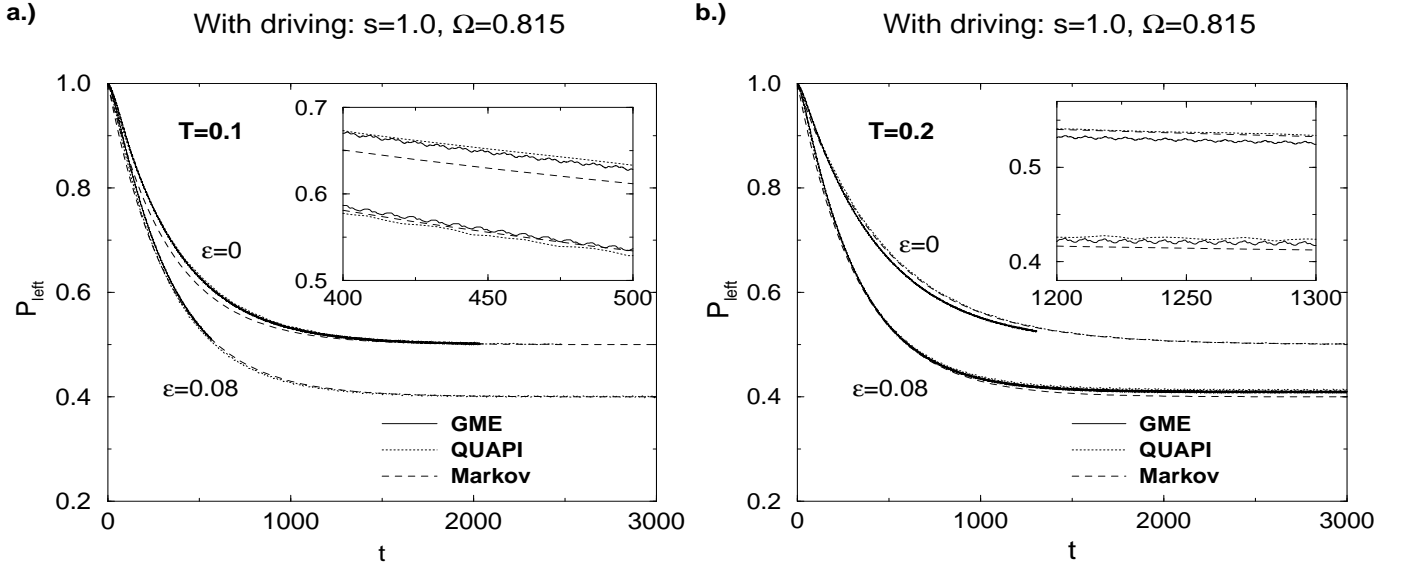 a.)
With driving: s=1.0, Ω=0.815
1.0
0.8
0.6
0.4
0.2
P_left
0
1000
2000
3000
t
T=0.1
ε=0
ε=0.08
0.7
0.6
0.5
400
450
500
GME
QUAPI
Markov
b.)
With driving: s=1.0, Ω=0.815
1.0
0.8
0.6
0.4
0.2
P_left
0
1000
2000
3000
t
T=0.2
ε=0
ε=0.08
0.5
0.4
1200
1250
1300
GME
QUAPI
Markov